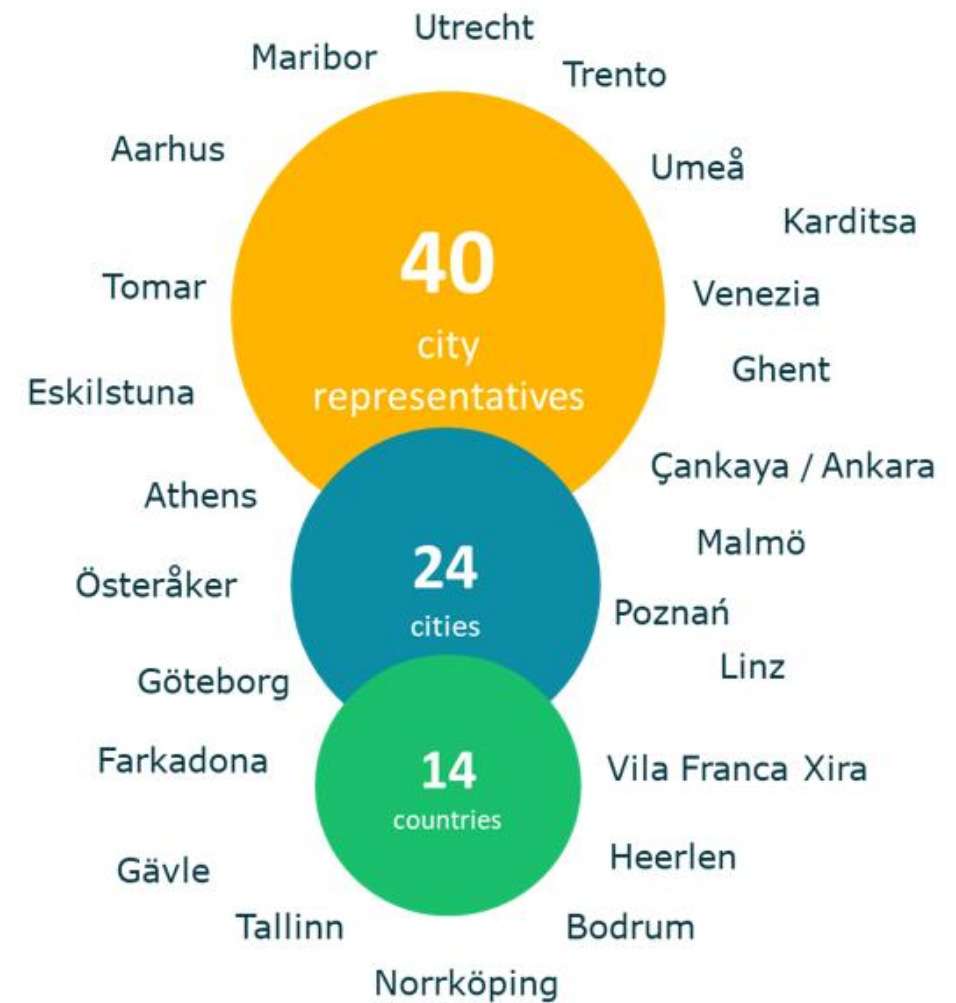 Utrecht
Maribor
Trento
Aarhus
Umeå
Karditsa
40
city
representatives
Tomar
Venezia
Ghent
Eskilstuna
Çankaya / Ankara
Athens
Malmö
24
cities
Österåker
Poznań
Linz
Göteborg
Farkadona
14
countries
Vila Franca Xira
Heerlen
Gävle
Tallinn
Bodrum
Norrköping